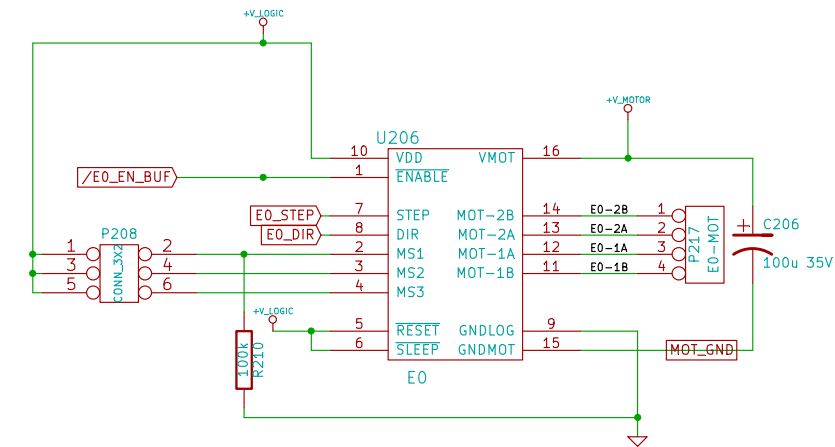 +V_LOGIC
+V_MOTOR
U206
10 VDD VMOT 16
/E0_EN_BUF 1 ENABLE
E0_STEP 7 STEP MOT-2B 14 E0-2B 1
E0_DIR 8 DIR MOT-2A 13 E0-2A 2
P208
1 2 2 MS1 MOT-1A 12 E0-1A 3
3 4 3 MS2 MOT-1B 11 E0-1B 4
5 6 4 MS3
CONN_3X2
P217
E0-MOT
+
C206
100u 35V
+V_LOGIC
5 RESET GNDLOG 9
6 SLEEP GNDMOT 15 MOT_GND
100k
R210
E0